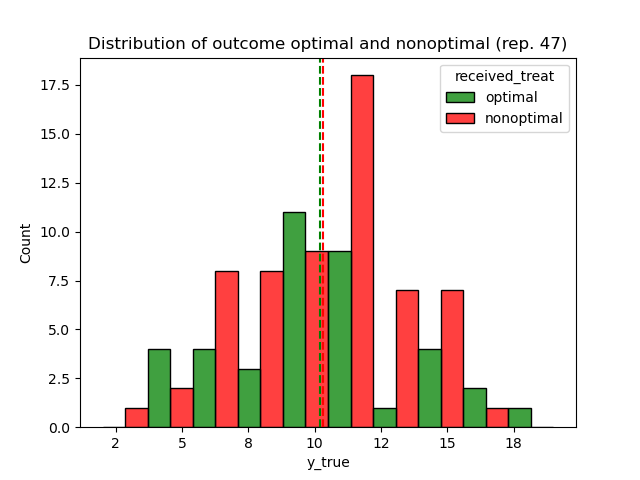 Distribution of outcome optimal and nonoptimal (rep. 47)
received_treat
optimal
nonoptimal
17.5
15.0
12.5
10.0
7.5
5.0
2.5
0.0
Count
2 5 8 10 12 15 18
y_true